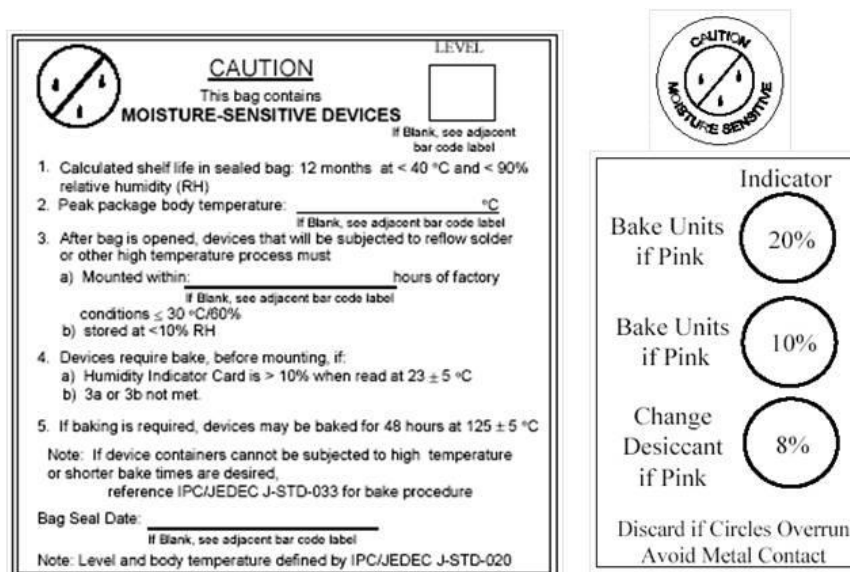 LEVEL
CAUTION
This bag contains
MOISTURE-SENSITIVE DEVICES
If Blank, see adjacent
bar code label
1. Calculated shelf life in sealed bag: 12 months at < 40 °C and < 90%
relative humidity (RH)
2. Peak package body temperature: °C
If Blank, see adjacent bar code label
3. After bag is opened, devices that will be subjected to reflow solder
or other high temperature process must
a) Mounted within: hours of factory
If Blank, see adjacent bar code label
conditions ≤ 30 °C/60%
b) stored at <10% RH
4. Devices require bake, before mounting, if:
a) Humidity Indicator Card is > 10% when read at 23 ± 5 °C
b) 3a or 3b not met.
5. If baking is required, devices may be baked for 48 hours at 125 ± 5 °C
Note: If device containers cannot be subjected to high temperature
or shorter bake times are desired,
reference IPC/JEDEC J-STD-033 for bake procedure
Bag Seal Date:
If Blank, see adjacent bar code label
Note: Level and body temperature defined by IPC/JEDEC J-STD-020
CAUTION
MOISTURE SENSITIVE
Indicator
Bake Units
if Pink
20%
Bake Units
if Pink
10%
Change
Desiccant
if Pink
8%
Discard if Circles Overrun
Avoid Metal Contact